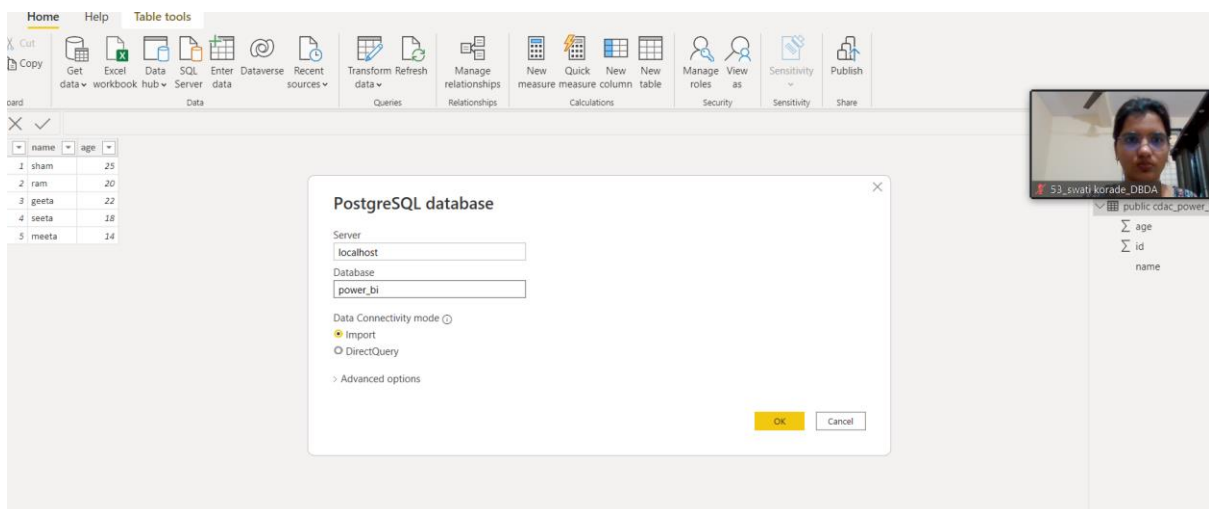 Home Help Table tools
Cut
Copy
Get data
Excel workbook
Data hub
SQL Server
Enter data
Dataverse
Recent sources
Transform data
Refresh
Manage relationships
New measure
Quick measure
New column
New table
Manage roles
View as
Sensitivity
Publish
Data Queries Relationships Calculations Security Sensitivity Share
name age
1 sham 25
2 ram 20
3 geeta 22
4 seeta 18
5 meeta 14
PostgreSQL database
Server
localhost
Database
power_bi
Data Connectivity mode
Import
DirectQuery
Advanced options
OK Cancel
53_swati korade_DBDA
public cdac_power_
age
id
name